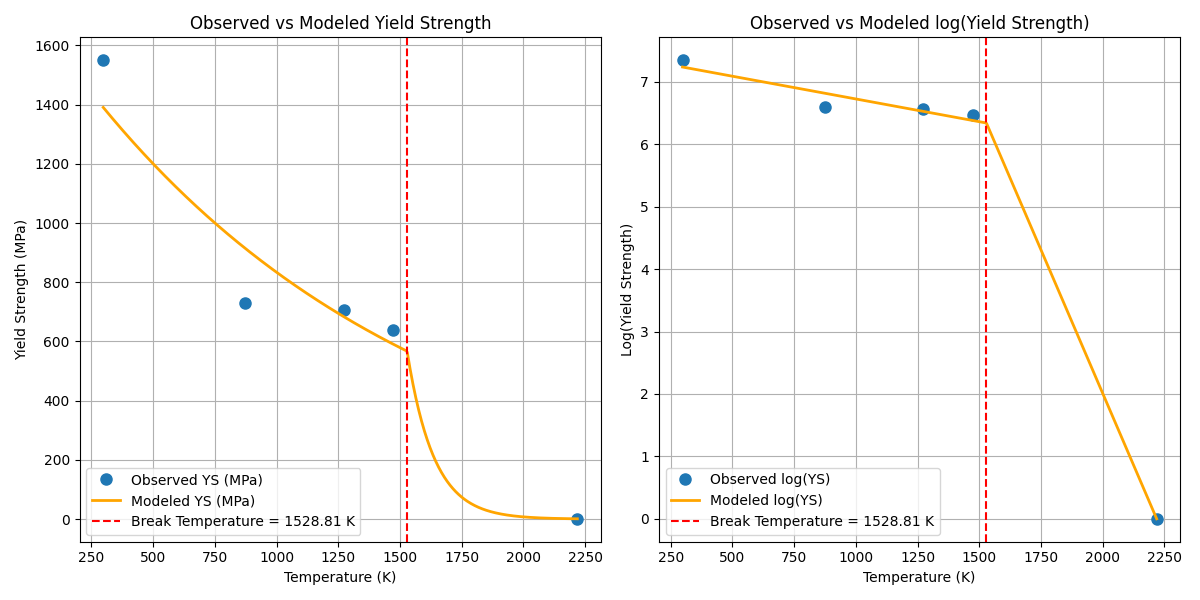 Observed vs Modeled Yield Strength
Yield Strength (MPa)
1600
1400
1200
1000
800
600
400
200
0
Observed YS (MPa)
Modeled YS (MPa)
Break Temperature = 1528.81 K
250 500 750 1000 1250 1500 1750 2000 2250
Temperature (K)
Observed vs Modeled log(Yield Strength)
Log(Yield Strength)
7
6
5
4
3
2
1
0
Observed log(YS)
Modeled log(YS)
Break Temperature = 1528.81 K
250 500 750 1000 1250 1500 1750 2000 2250
Temperature (K)